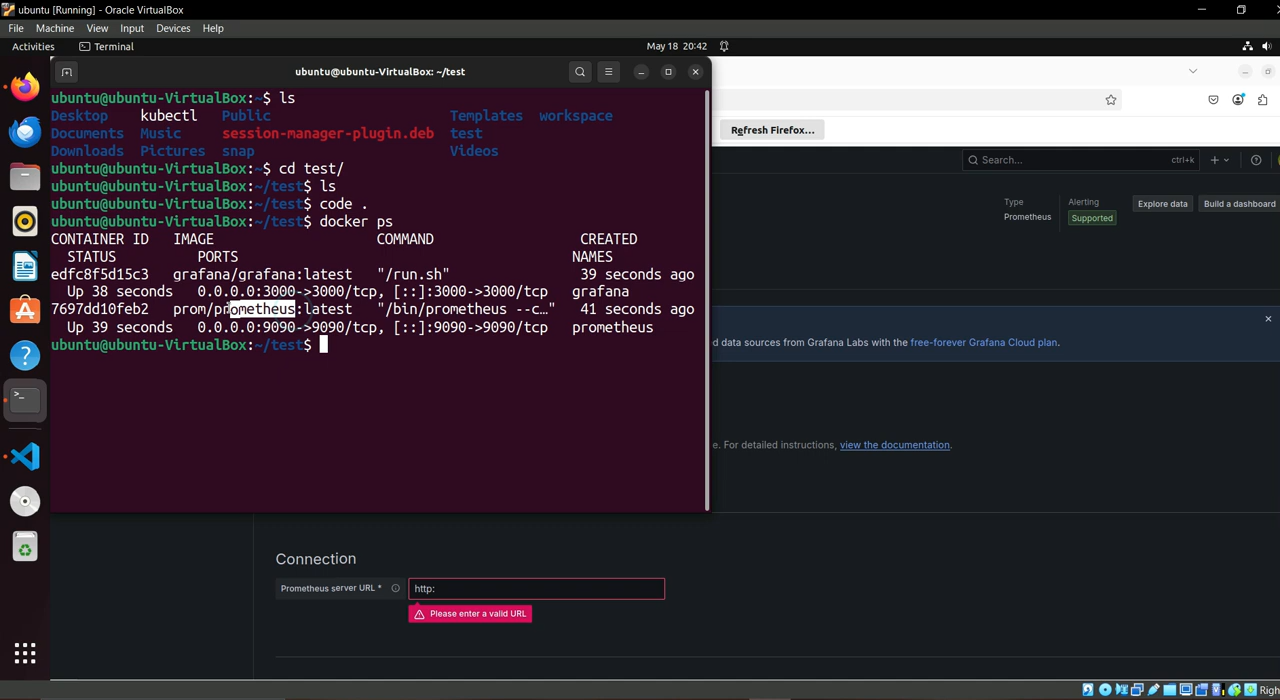 ubuntu [Running] - Oracle VirtualBox
File Machine View Input Devices Help
Activities Terminal May 18 20:42
ubuntu@ubuntu-VirtualBox: ~/test
ubuntu@ubuntu-VirtualBox:~$ ls
Desktop kubectl Public Templates workspace
Documents Music session-manager-plugin.deb test
Downloads Pictures snap Videos
ubuntu@ubuntu-VirtualBox:~$ cd test/
ubuntu@ubuntu-VirtualBox:~/test$ ls
ubuntu@ubuntu-VirtualBox:~/test$ code .
ubuntu@ubuntu-VirtualBox:~/test$ docker ps
CONTAINER ID IMAGE COMMAND CREATED
STATUS PORTS NAMES
edfc8f5d15c3 grafana/grafana:latest "/run.sh" 39 seconds ago
Up 38 seconds 0.0.0.0:3000->3000/tcp, [::]:3000->3000/tcp grafana
7697dd10feb2 prom/prometheus:latest "/bin/prometheus --c…" 41 seconds ago
Up 39 seconds 0.0.0.0:9090->9090/tcp, [::]:9090->9090/tcp prometheus
ubuntu@ubuntu-VirtualBox:~/test$
Refresh Firefox...
Search... ctrl+k
Type Alerting
Prometheus Supported
Explore data Build a dashboard
d data sources from Grafana Labs with the free-forever Grafana Cloud plan.
e. For detailed instructions, view the documentation.
Connection
Prometheus server URL * http:
Please enter a valid URL
Righ